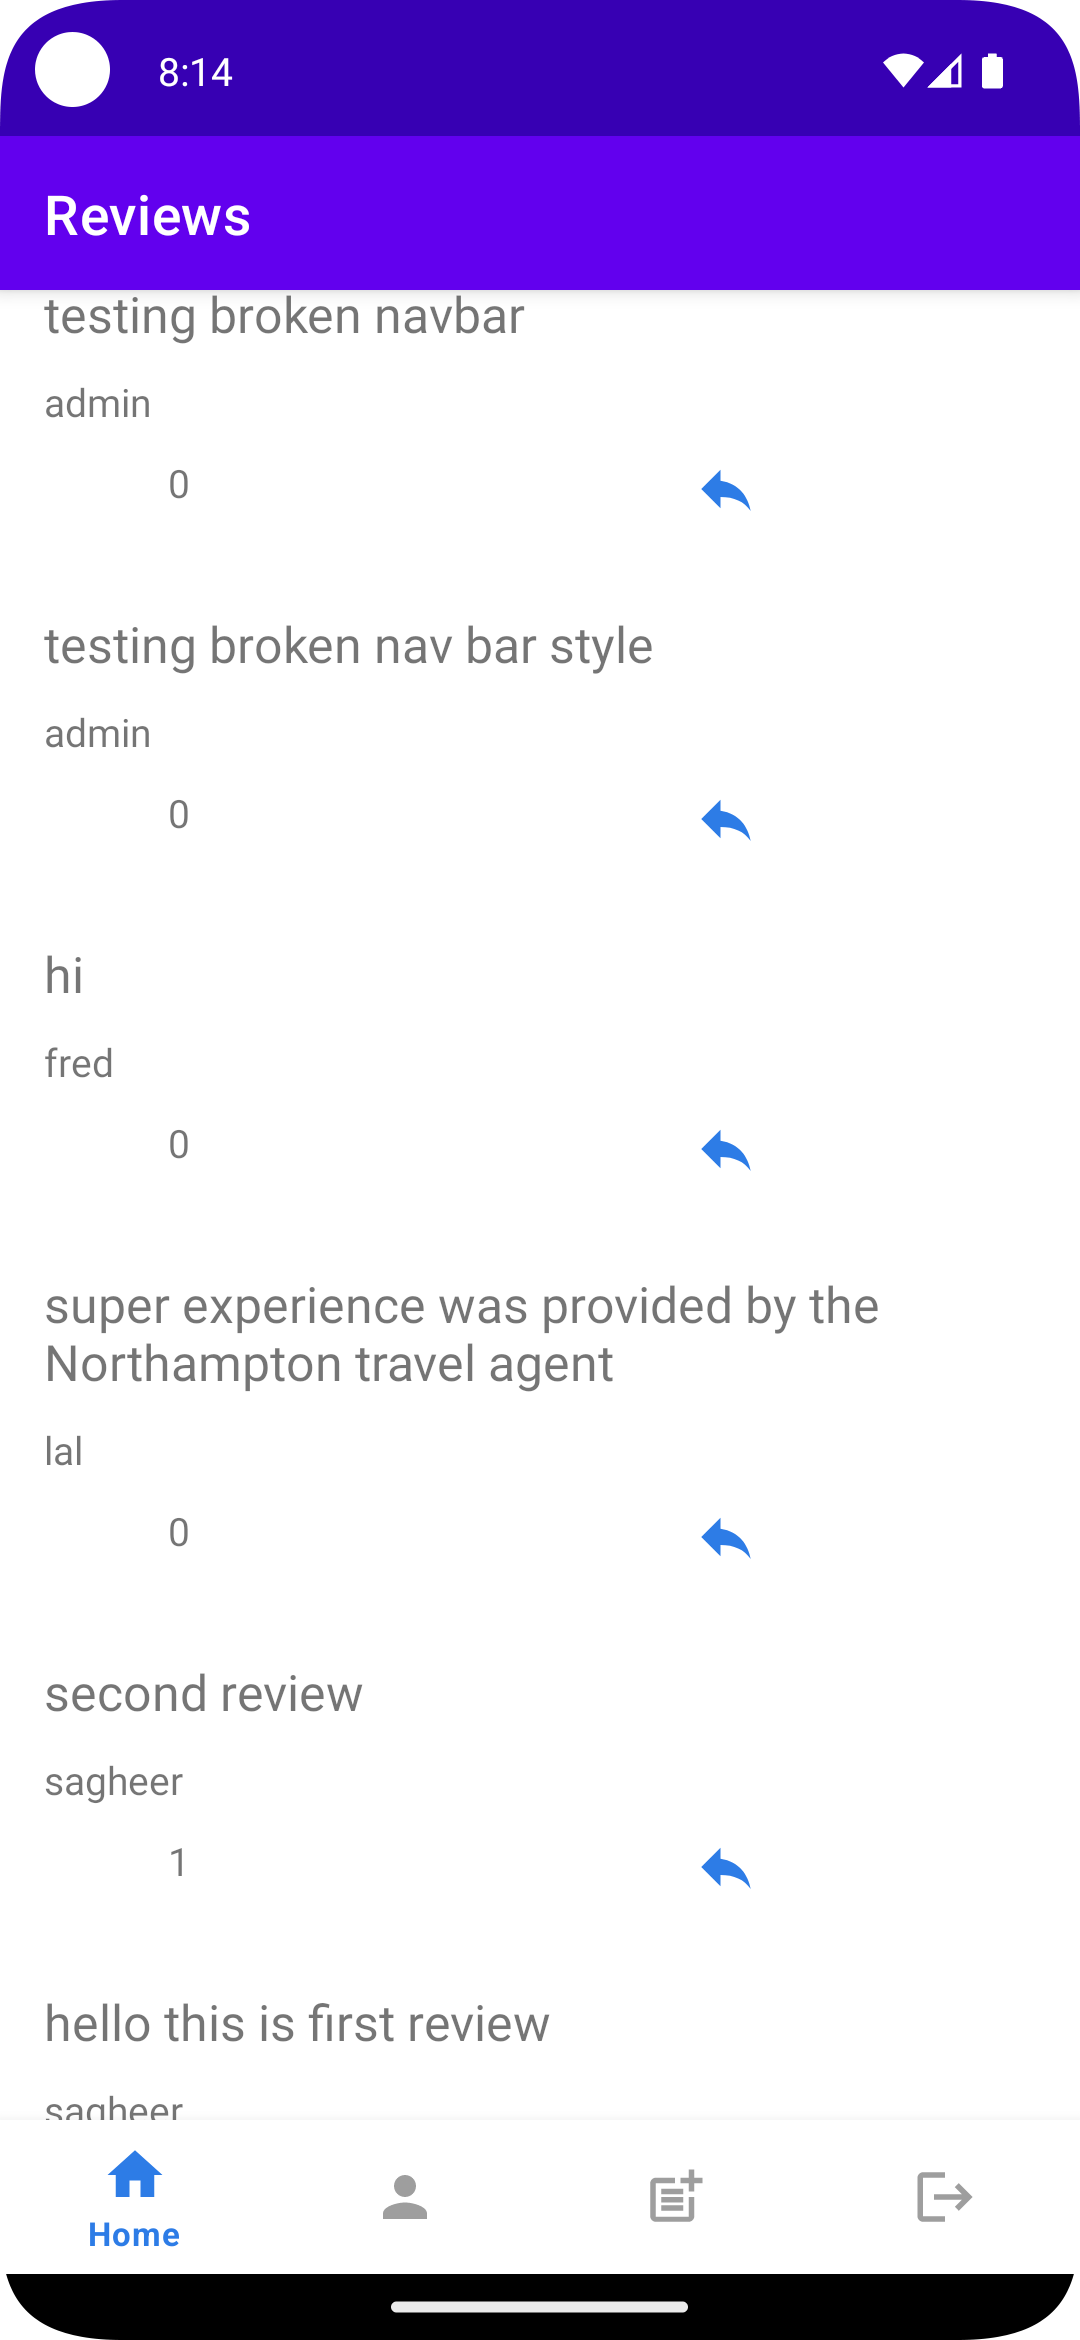 8:14
Reviews
testing broken navbar
admin
0
testing broken nav bar style
admin
0
hi
fred
0
super experience was provided by the
Northampton travel agent
lal
0
second review
sagheer
1
hello this is first review
sagheer
Home